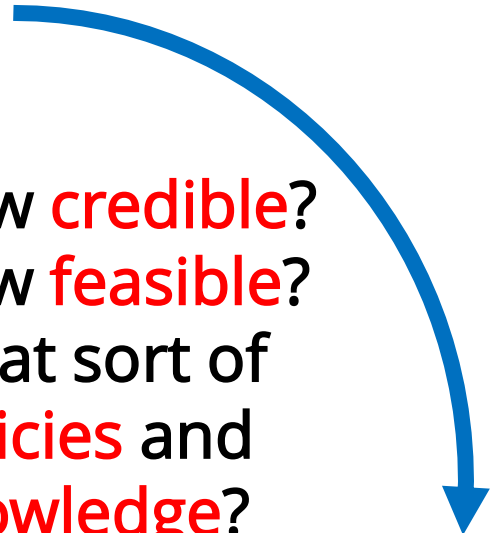 w credible?
w feasible?
at sort of
icies and
owledge?